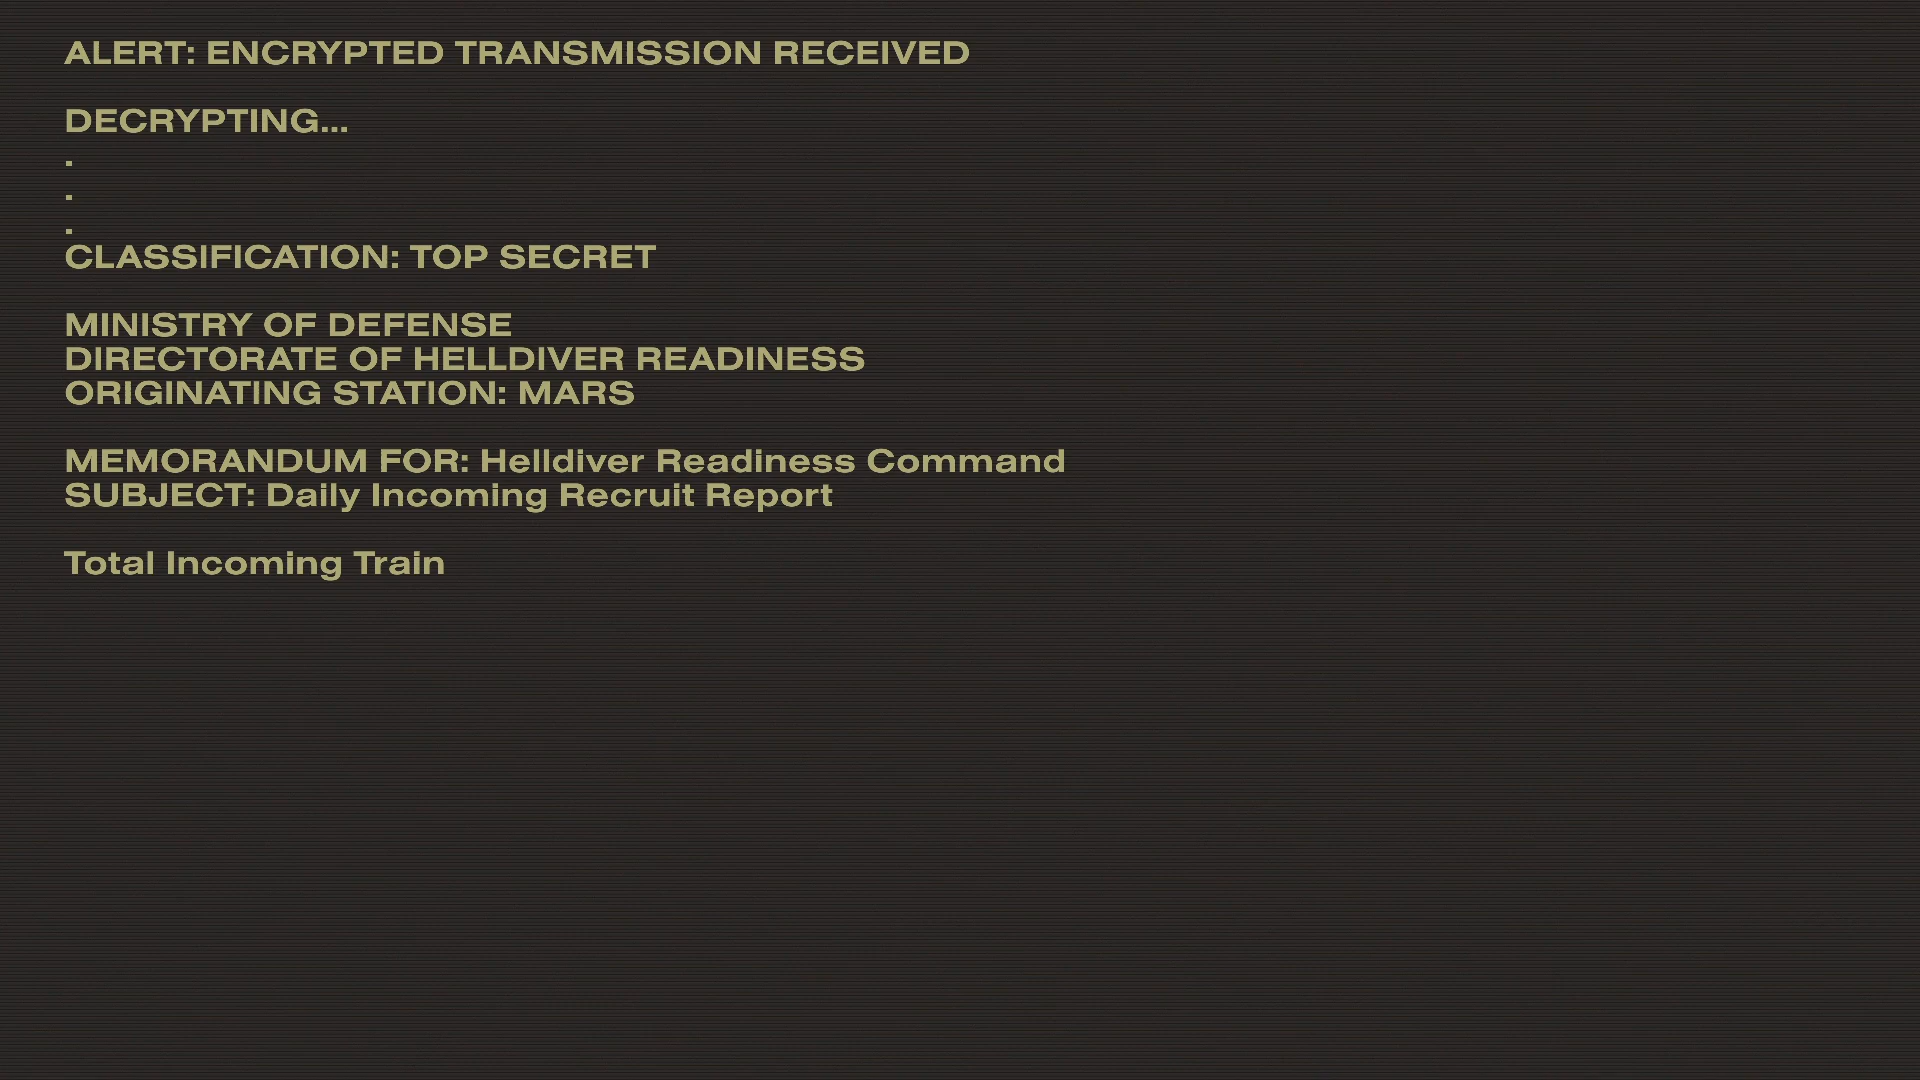 ALERT: ENCRYPTED TRANSMISSION RECEIVED
DECRYPTING...
.
.
.
CLASSIFICATION: TOP SECRET
MINISTRY OF DEFENSE
DIRECTORATE OF HELLDIVER READINESS
ORIGINATING STATION: MARS
MEMORANDUM FOR: Helldiver Readiness Command
SUBJECT: Daily Incoming Recruit Report
Total Incoming Train